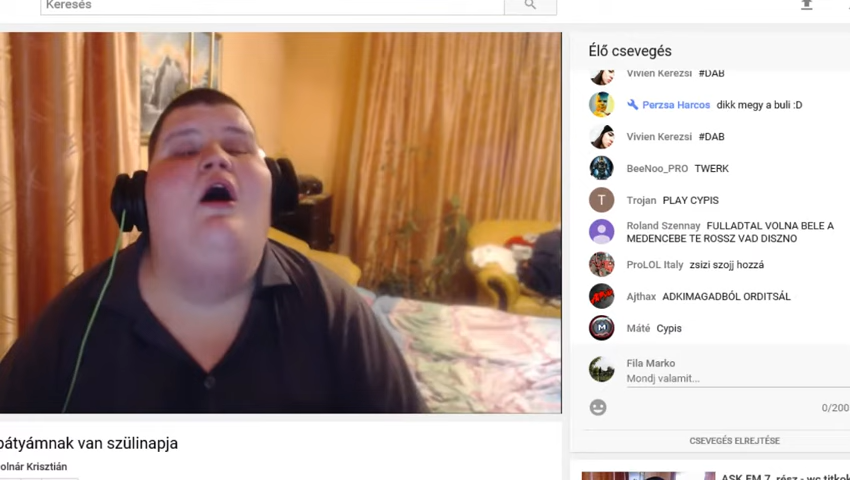 Keresés
Élő csevegés
Vivien Kerezsi #DAB
Perzsa Harcos dikk megy a buli :D
Vivien Kerezsi #DAB
BeeNoo_PRO TWERK
T
Trojan PLAY CYPIS
Roland Szennay FULLADTAL VOLNA BELE A
MEDENCEBE TE ROSSZ VAD DISZNO
ProLOL Italy zsizi szojj hozzá
Ajthax ADKIMAGADBÓL ORDITSÁL
M
Máté Cypis
Fila Marko
Mondj valamit...
0/200
CSEVEGÉS ELREJTÉSE
bátyámnak van szülinapja
olnár Krisztián
ASK FM 7. rész - wc titkok